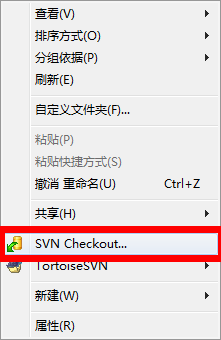 查看(V)
排序方式(O)
分组依据(P)
刷新(E)
自定义文件夹(F)...
粘贴(P)
粘贴快捷方式(S)
撤消 重命名(U) Ctrl+Z
共享(H)
SVN Checkout...
TortoiseSVN
新建(W)
属性(R)